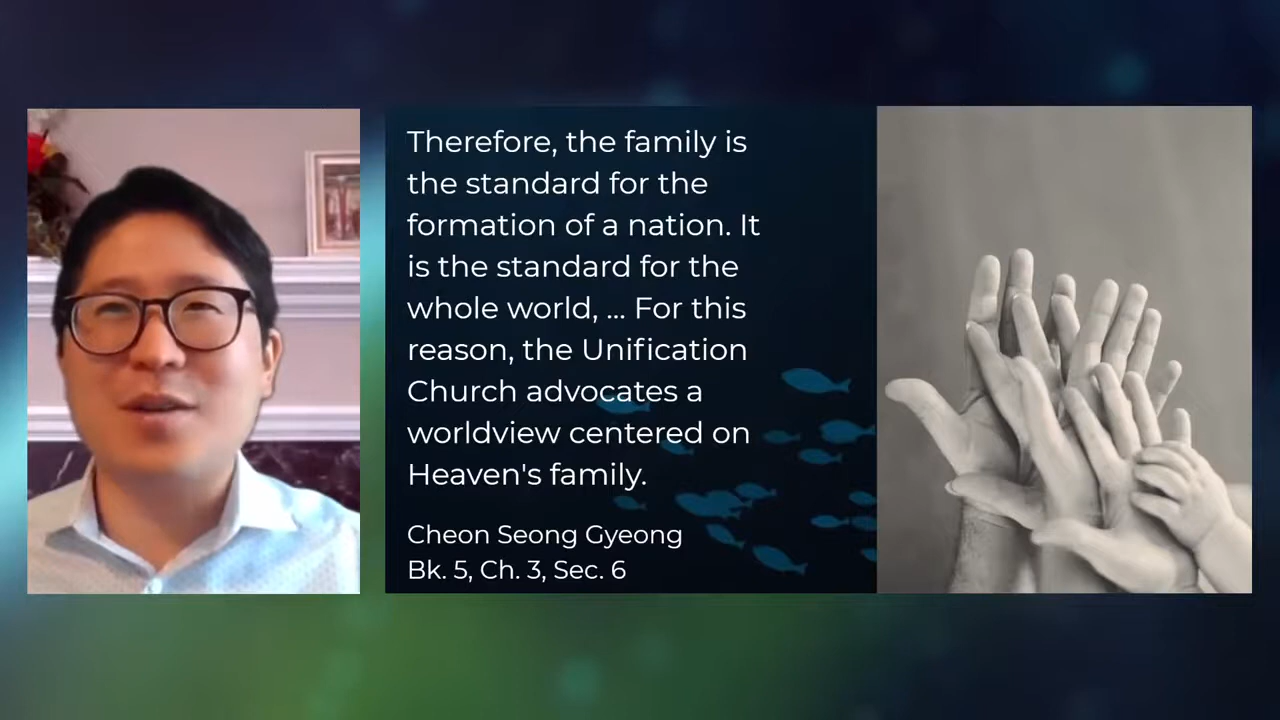 Therefore, the family is
the standard for the
formation of a nation. It
is the standard for the
whole world, ... For this
reason, the Unification
Church advocates a
worldview centered on
Heaven's family.
Cheon Seong Gyeong
Bk. 5, Ch. 3, Sec. 6